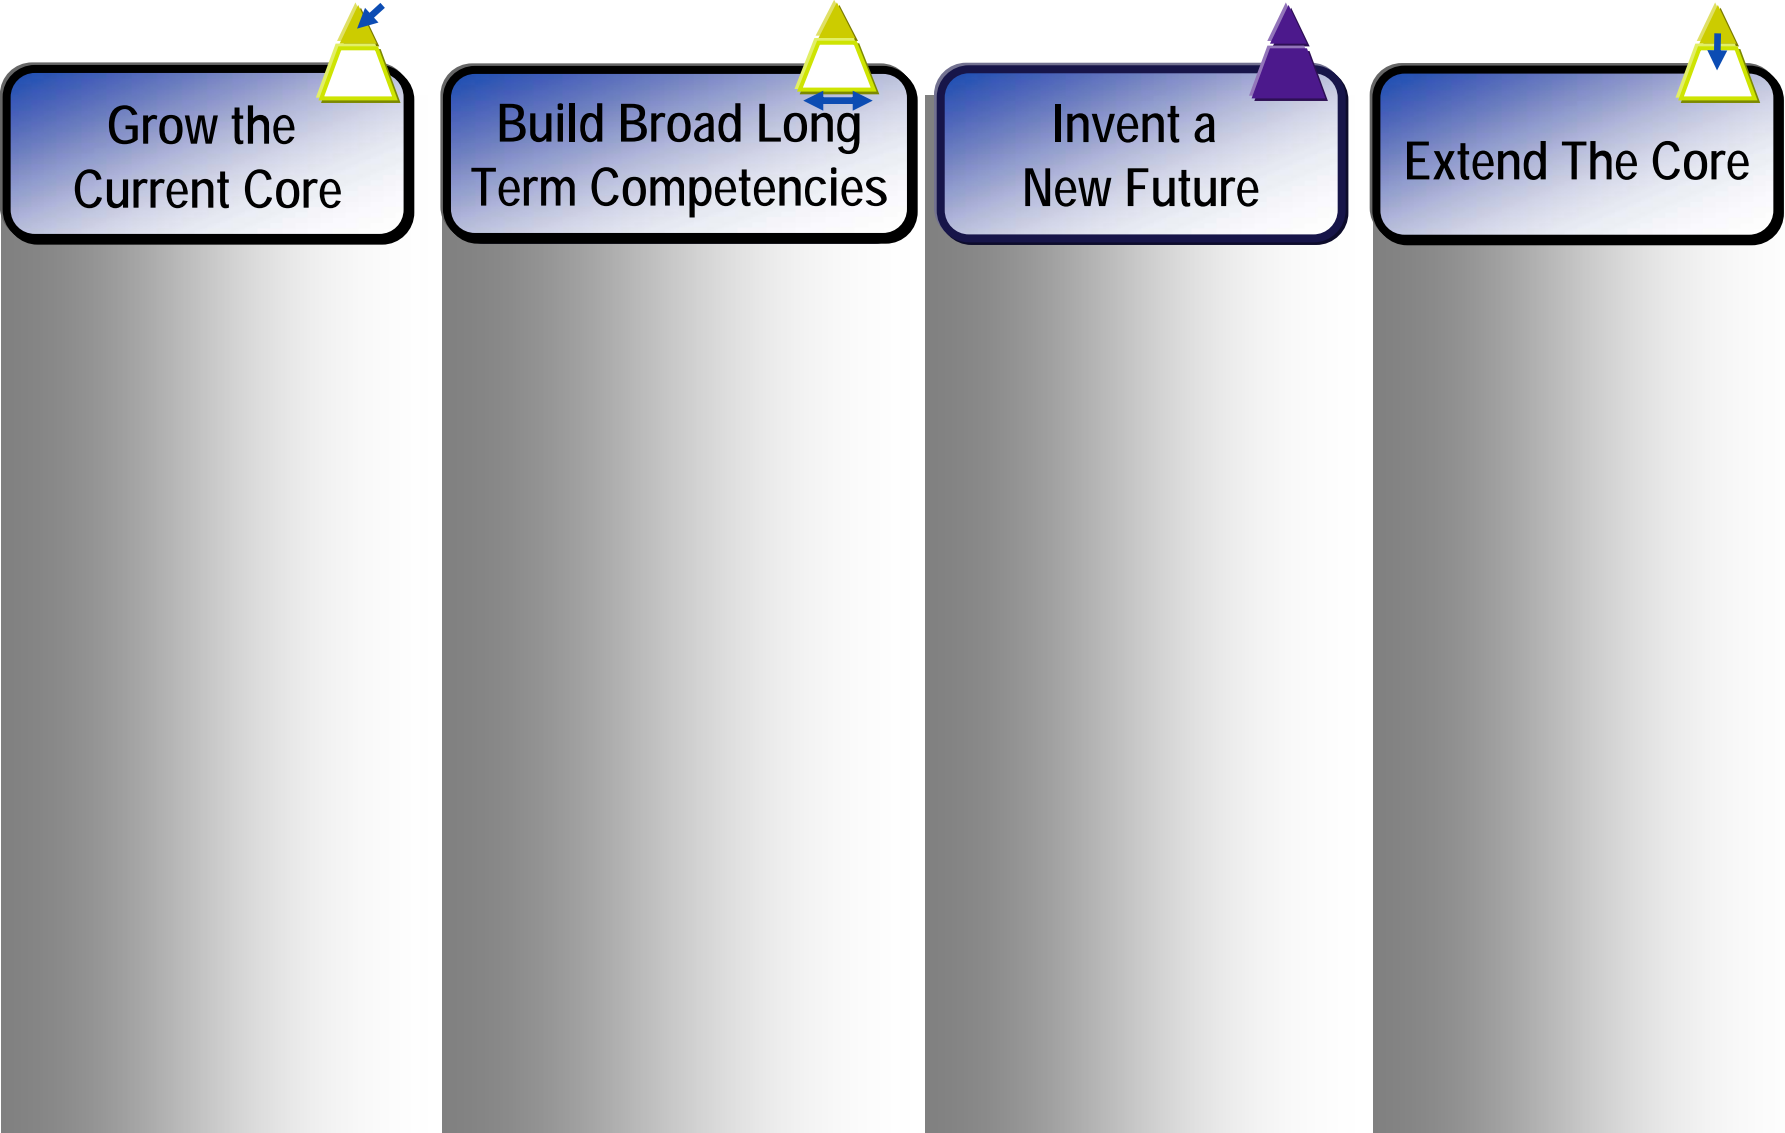 Grow the
Current Core
Build Broad Long
Term Competencies
Invent a
New Future
Extend The Core